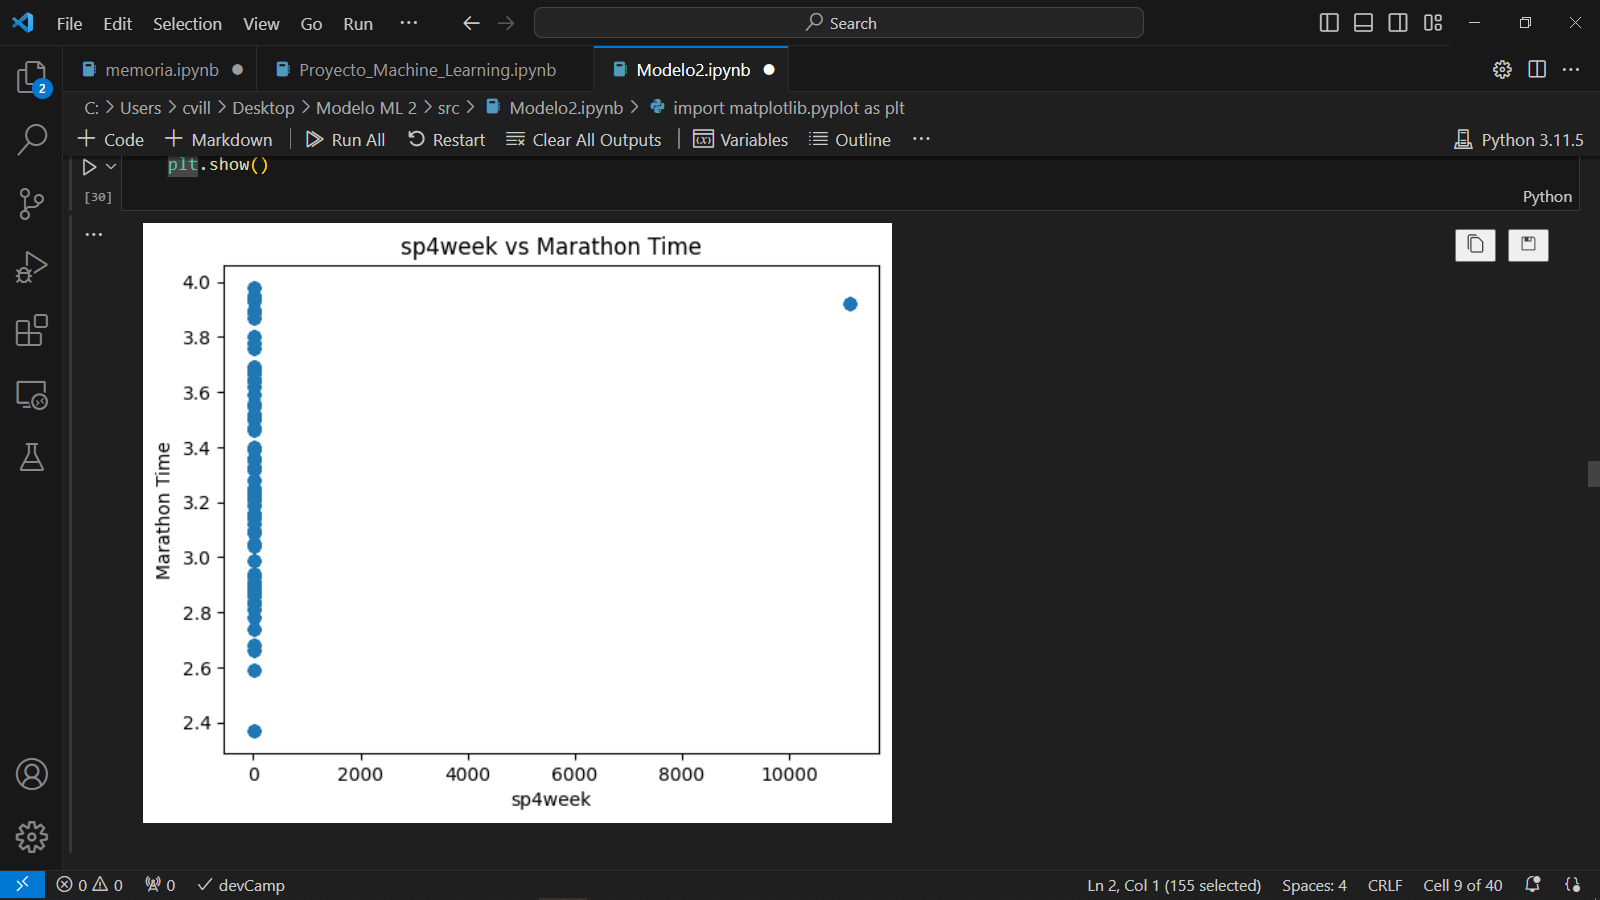 File Edit Selection View Go Run ··· Search
2
memoria.ipynb Proyecto_Machine_Learning.ipynb Modelo2.ipynb
C: > Users > cvill > Desktop > Modelo ML 2 > src > Modelo2.ipynb > import matplotlib.pyplot as plt
+ Code + Markdown | Run All Restart Clear All Outputs | Variables Outline ··· Python 3.11.5
plt.show()
[30] Python
sp4week vs Marathon Time
4.0
3.8
3.6
3.4
3.2
3.0
2.8
2.6
2.4
Marathon Time
0 2000 4000 6000 8000 10000
sp4week
0 0 0 devCamp Ln 2, Col 1 (155 selected) Spaces: 4 CRLF Cell 9 of 40